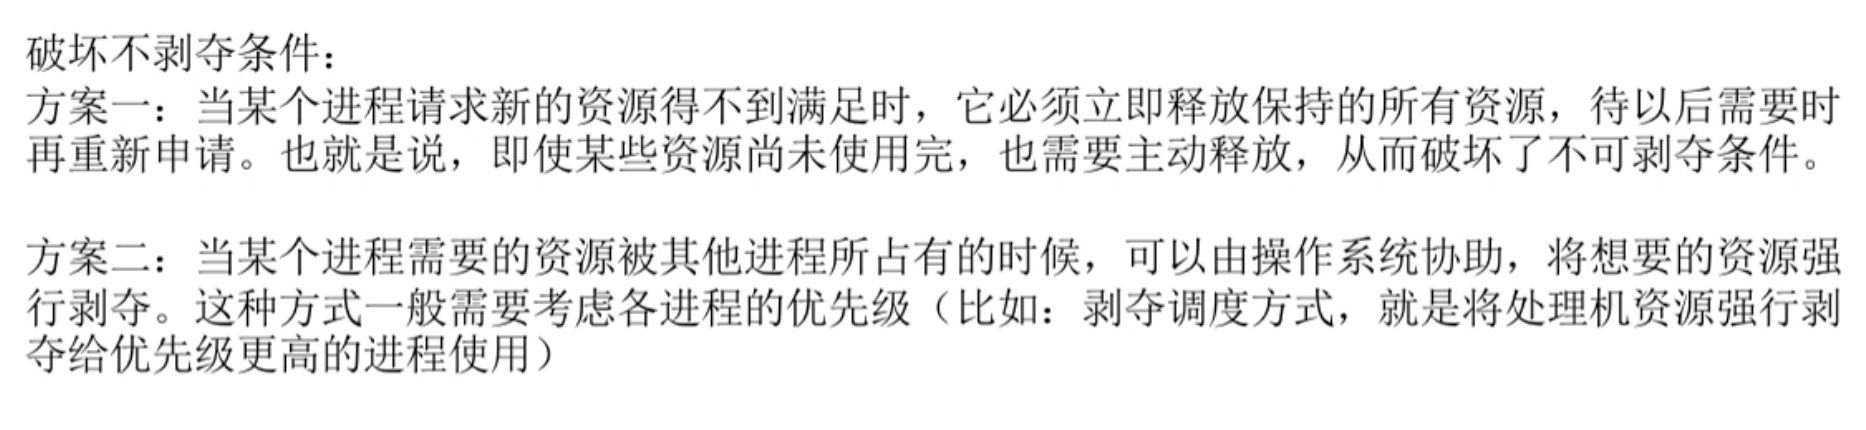 破坏不剥夺条件：
方案一：当某个进程请求新的资源得不到满足时，它必须立即释放保持的所有资源，待以后需要时
再重新申请。也就是说，即使某些资源尚未使用完，也需要主动释放，从而破坏了不可剥夺条件。
方案二：当某个进程需要的资源被其他进程所占有的时候，可以由操作系统协助，将想要的资源强
行剥夺。这种方式一般需要考虑各进程的优先级（比如：剥夺调度方式，就是将处理机资源强行剥
夺给优先级更高的进程使用）